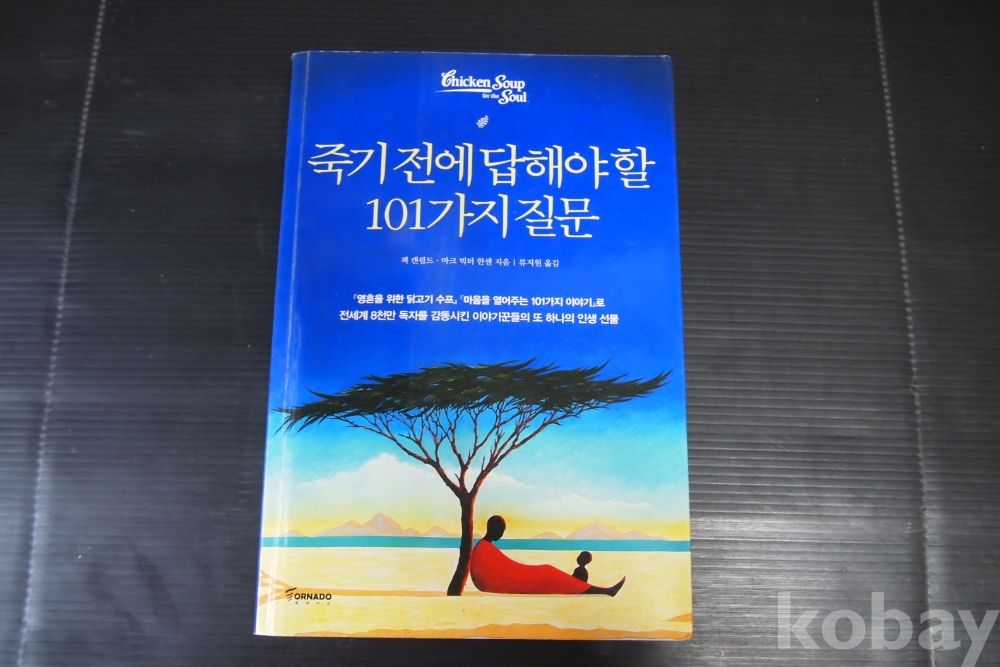 Chicken Soup
for the
Soul
죽기 전에 답해야 할
101가지 질문
잭 캔필드 · 마크 빅터 한센 지음 | 류지원 옮김
『영혼을 위한 닭고기 수프』, 『마음을 열어주는 101가지 이야기』로
전세계 8천만 독자를 감동시킨 이야기꾼들의 또 하나의 인생 선물
TORNADO
토네이도
kobay